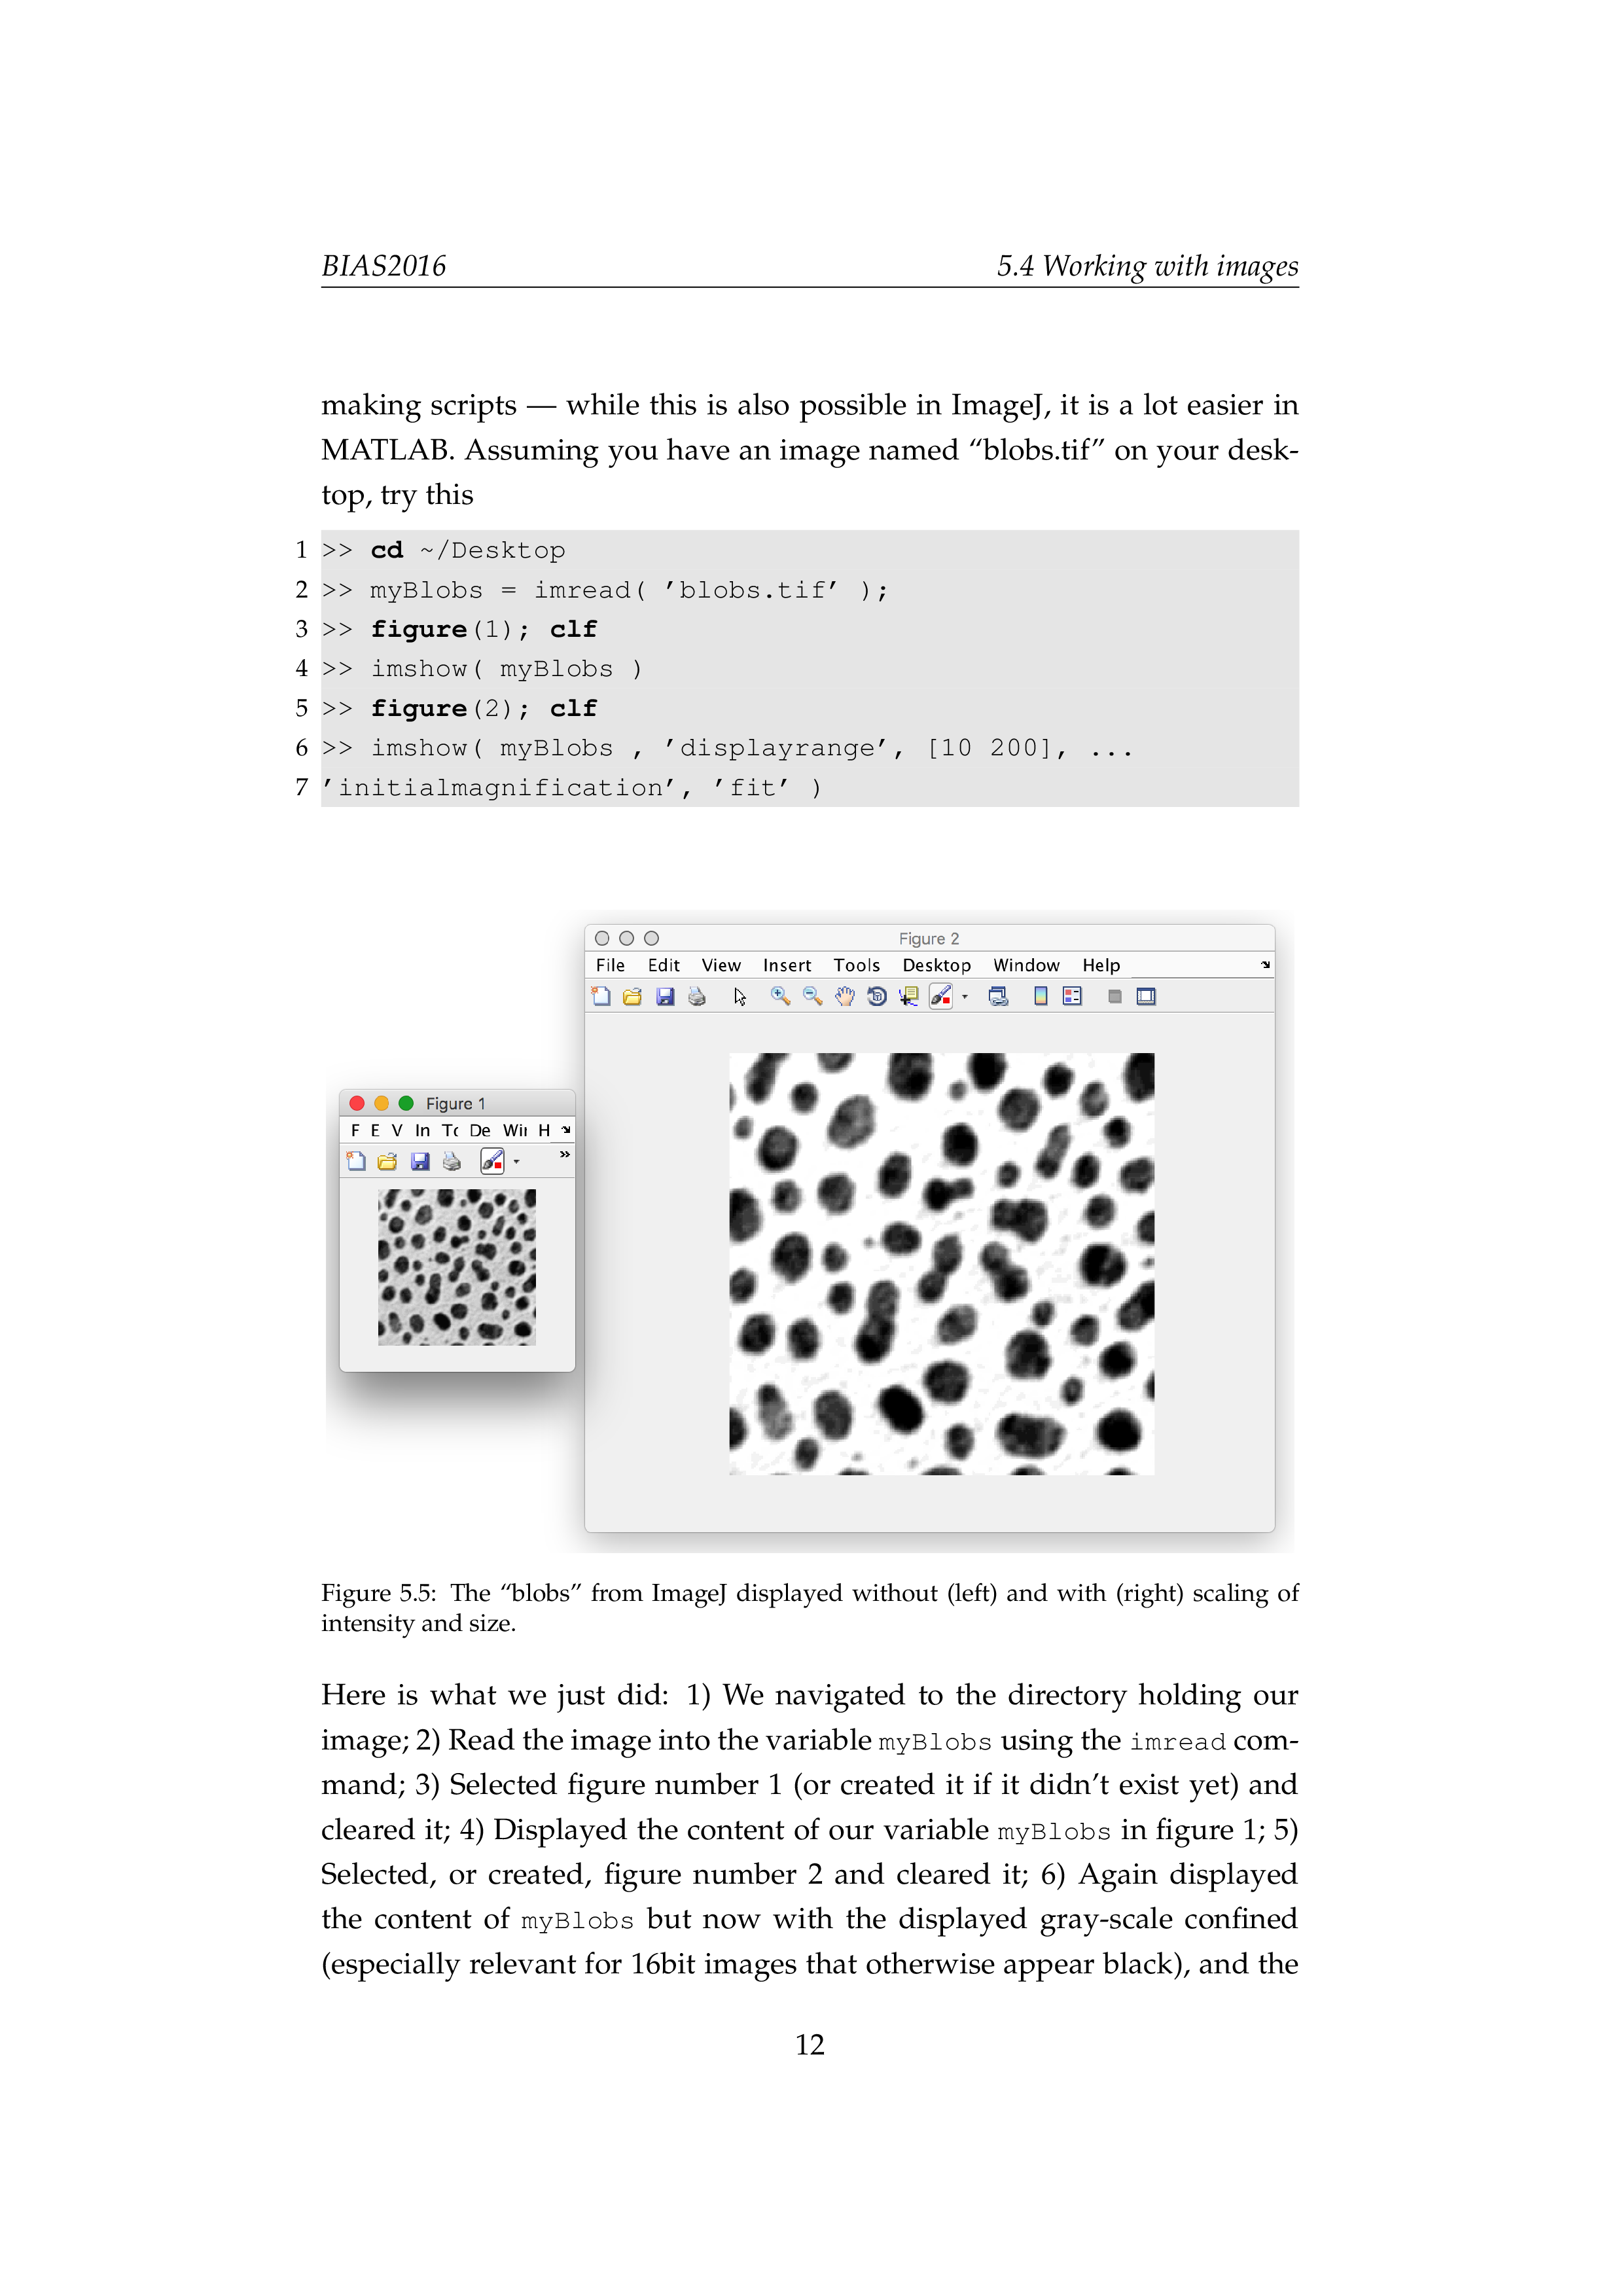 BIAS2016 5.4 Working with images
making scripts — while this is also possible in ImageJ, it is a lot easier in
MATLAB. Assuming you have an image named “blobs.tif” on your desk-
top, try this
1 >> cd ~/Desktop
2 >> myBlobs = imread( ’blobs.tif’ );
3 >> figure(1); clf
4 >> imshow( myBlobs )
5 >> figure(2); clf
6 >> imshow( myBlobs , ’displayrange’, [10 200], ...
7 ’initialmagnification’, ’fit’ )
Figure 2
File Edit View Insert Tools Desktop Window Help
Figure 1
F E V In To De Wi H
Figure 5.5: The “blobs” from ImageJ displayed without (left) and with (right) scaling of
intensity and size.
Here is what we just did: 1) We navigated to the directory holding our
image; 2) Read the image into the variable myBlobs using the imread com-
mand; 3) Selected figure number 1 (or created it if it didn’t exist yet) and
cleared it; 4) Displayed the content of our variable myBlobs in figure 1; 5)
Selected, or created, figure number 2 and cleared it; 6) Again displayed
the content of myBlobs but now with the displayed gray-scale confined
(especially relevant for 16bit images that otherwise appear black), and the
12